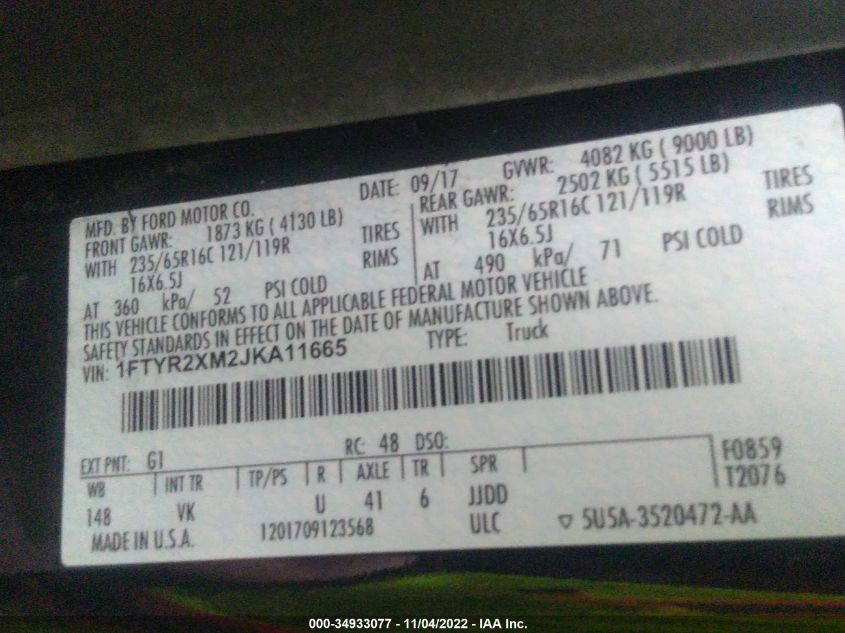 MFD. BY FORD MOTOR CO. DATE: 09/17 GVWR: 4082 KG ( 9000 LB)
FRONT GAWR: 1873 KG ( 4130 LB) REAR GAWR: 2502 KG ( 5515 LB)
WITH 235/65R16C 121/119R TIRES WITH 235/65R16C 121/119R TIRES
16X6.5J RIMS 16X6.5J RIMS
AT 360 kPa/ 52 PSI COLD AT 490 kPa/ 71 PSI COLD
THIS VEHICLE CONFORMS TO ALL APPLICABLE FEDERAL MOTOR VEHICLE
SAFETY STANDARDS IN EFFECT ON THE DATE OF MANUFACTURE SHOWN ABOVE.
VIN: 1FTYR2XM2JKA11665 TYPE: Truck
EXT PNT: G1 RC: 48 DSO: F0859
WB INT TR TP/PS R AXLE TR SPR T2076
148 VK U 41 6 JJDD
MADE IN U.S.A. 1201709123568 ULC ▽ 5U5A-3520472-AA
000-34933077 - 11/04/2022 - IAA Inc.